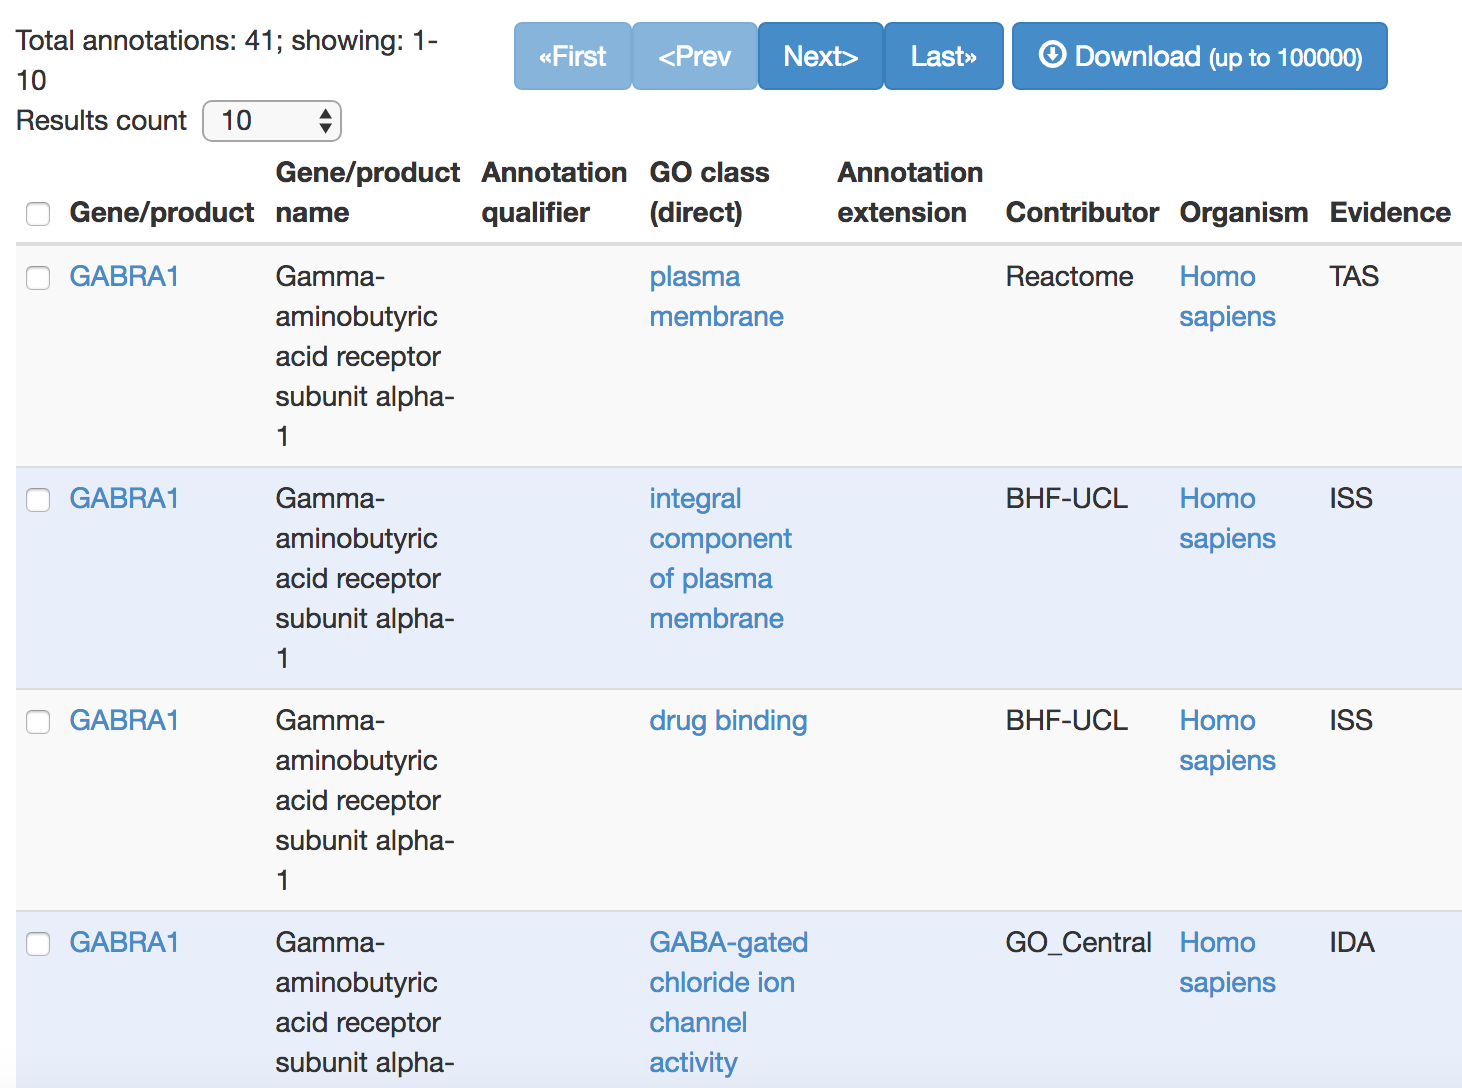 Total annotations: 41; showing: 1-
10
«First <Prev Next> Last» Download (up to 100000)
Results count 10
Gene/product Gene/product name Annotation qualifier GO class (direct) Annotation extension Contributor Organism Evidence
GABRA1 Gamma- plasma Reactome Homo TAS
aminobutyric membrane sapiens
acid receptor
subunit alpha-
1
GABRA1 Gamma- integral BHF-UCL Homo ISS
aminobutyric component sapiens
acid receptor of plasma
subunit alpha- membrane
1
GABRA1 Gamma- drug binding BHF-UCL Homo ISS
aminobutyric sapiens
acid receptor
subunit alpha-
1
GABRA1 Gamma- GABA-gated GO_Central Homo IDA
aminobutyric chloride ion sapiens
acid receptor channel
subunit alpha- activity